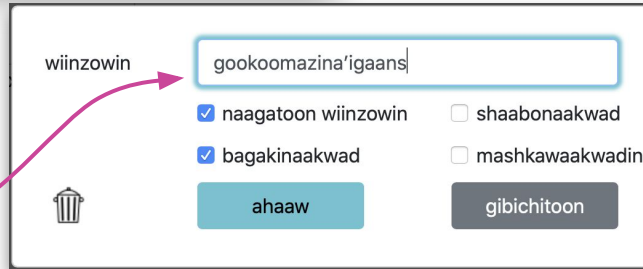 wiinzowin gookoomazina’igaans
naagatoon wiinzowin shaabonaakwad
bagakinaakwad mashkawaakwadin
ahaaw gibichitoon